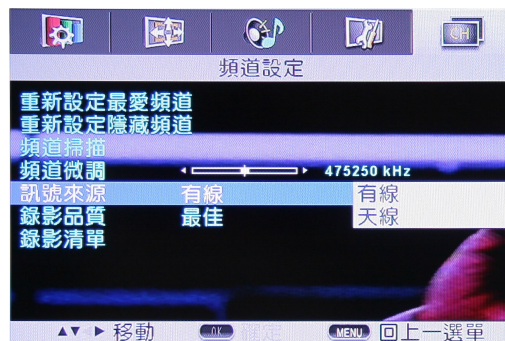 CH
頻道設定
重新設定最愛頻道
重新設定隱藏頻道
頻道掃描
頻道微調 475250 kHz
訊號來源 有線 有線
天線
錄影品質 最佳
錄影清單
移動 OK 確定 MENU 回上一選單